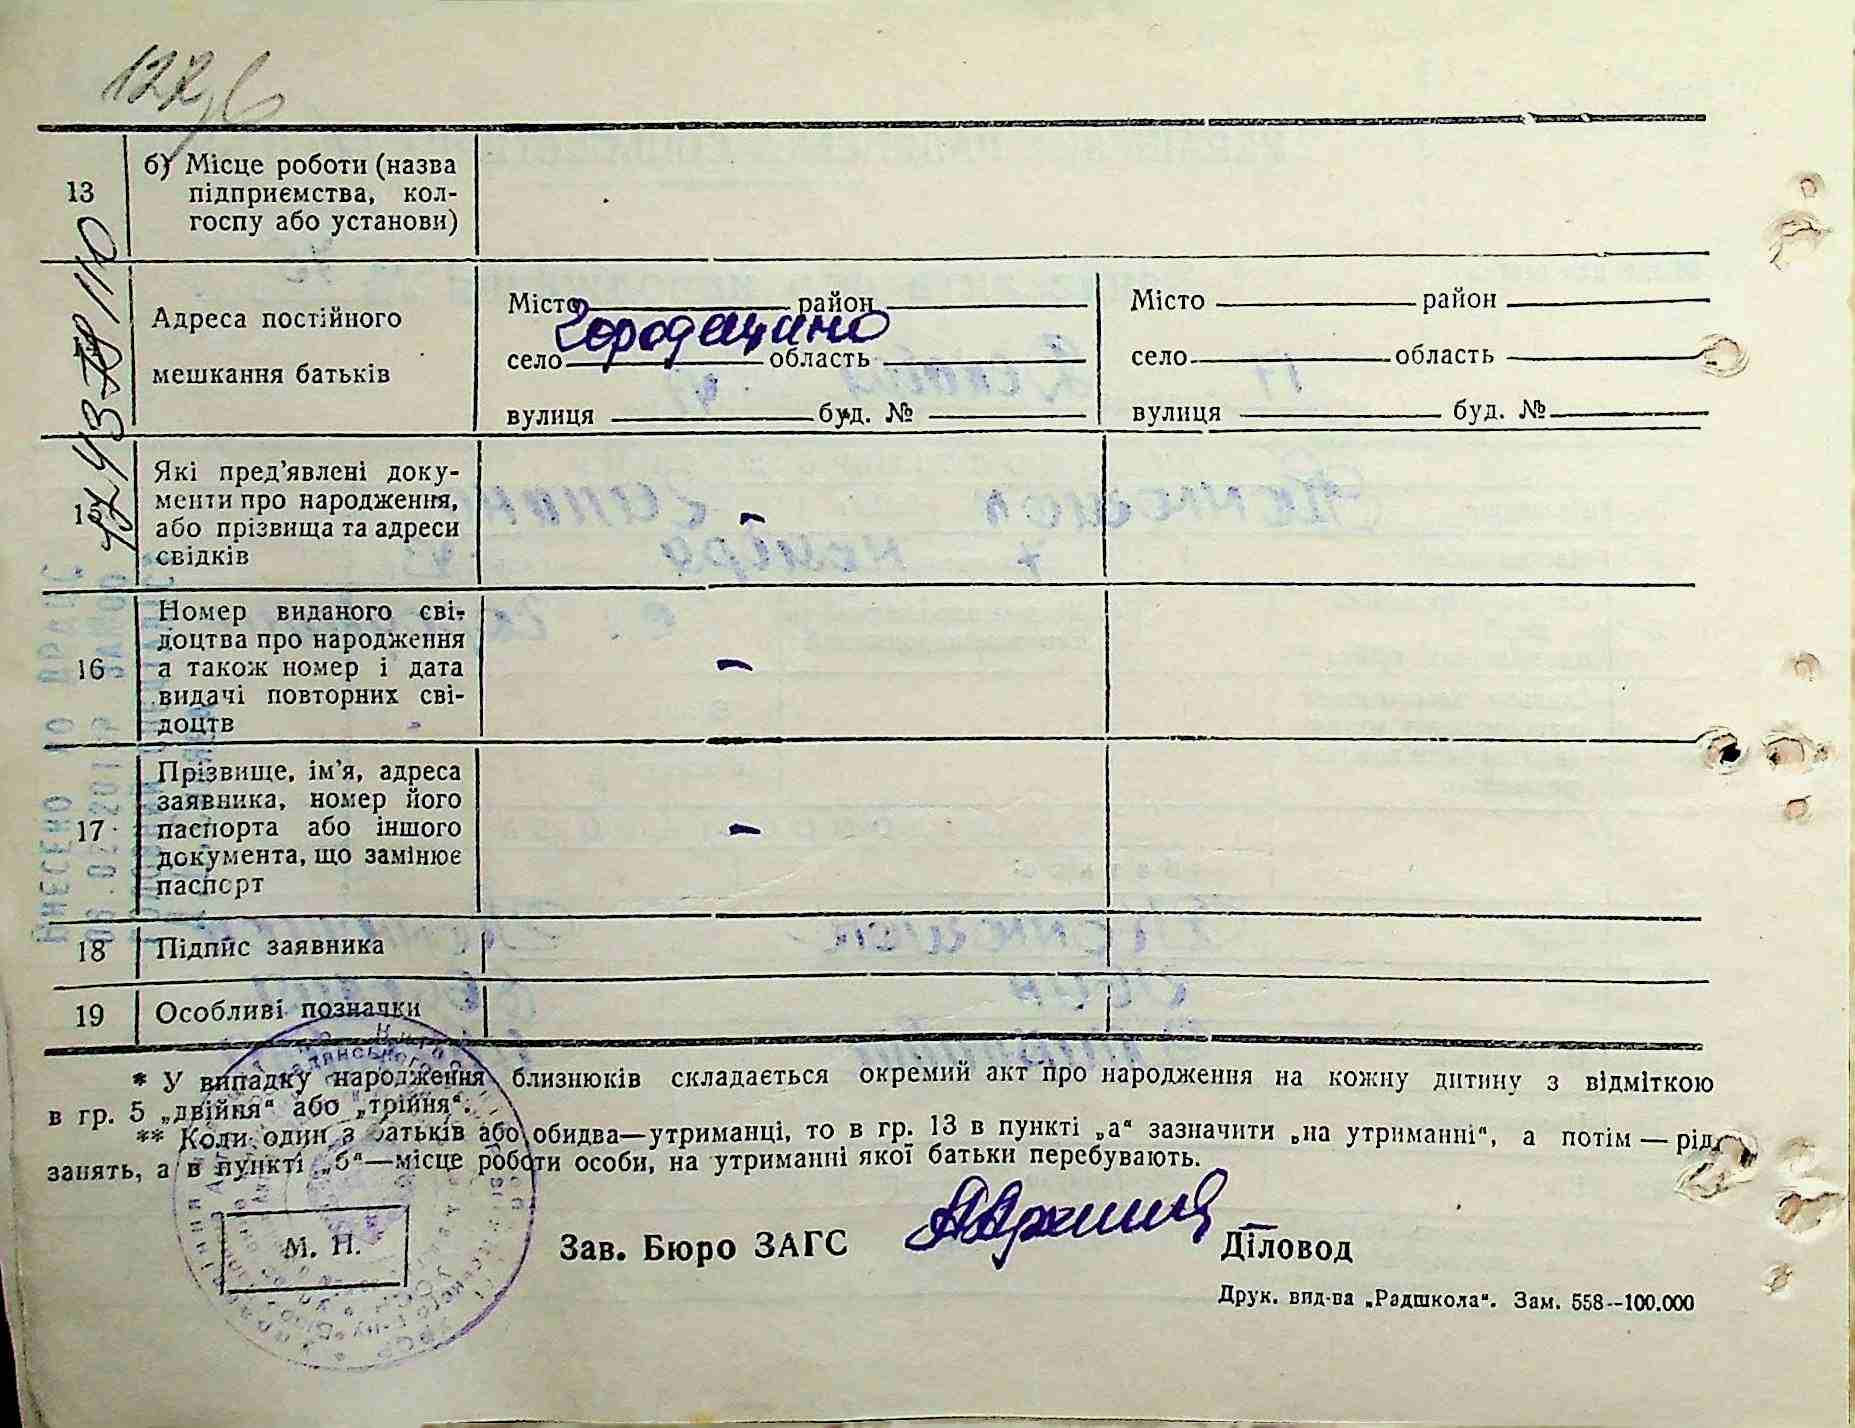 13
б) Місце роботи (назва
підприємства, кол-
госпу або установи)
Адреса постійного
мешкання батьків
Місто район
Городещино
село область
вулиця буд. №
Місто район
село область
вулиця буд. №
Які пред'явлені доку-
менти про народження,
або прізвища та адреси
свідків
–
16
Номер виданого сві-
доцтва про народження
а також номер і дата
видачі повторних сві-
доцтв
–
17
Прізвище, ім'я, адреса
заявника, номер його
паспорта або іншого
документа, що замінює
паспорт
–
18
Підпис заявника
19
Особливі позначки
* У випадку народження близнюків складається окремий акт про народження на кожну дитину з відміткою
в гр. 5 „двійня“ або „трійня“.
** Коли один з батьків або обидва—утриманці, то в гр. 13 в пункті „а“ зазначити „на утриманні“, а потім — рід
занять, а в пункті „б“—місце роботи особи, на утриманні якої батьки перебувають.
М. П.
Зав. Бюро ЗАГС
Діловод
Друк. вид-ва „Радшкола“. Зам. 558--100.000